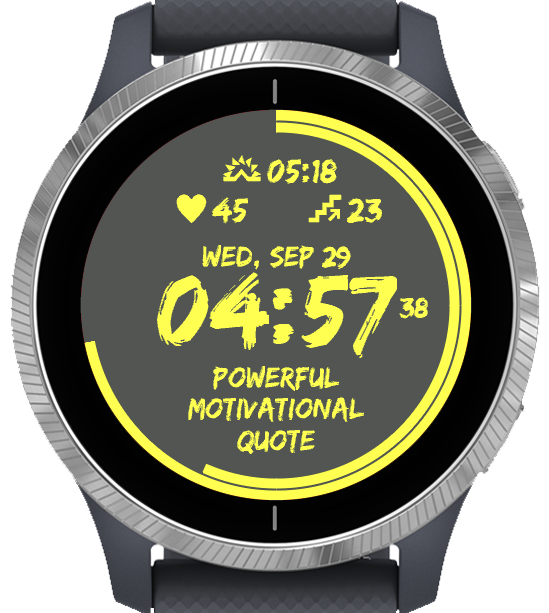 05:18
45 23
WED, SEP 29
04:57 38
POWERFUL
MOTIVATIONAL
QUOTE